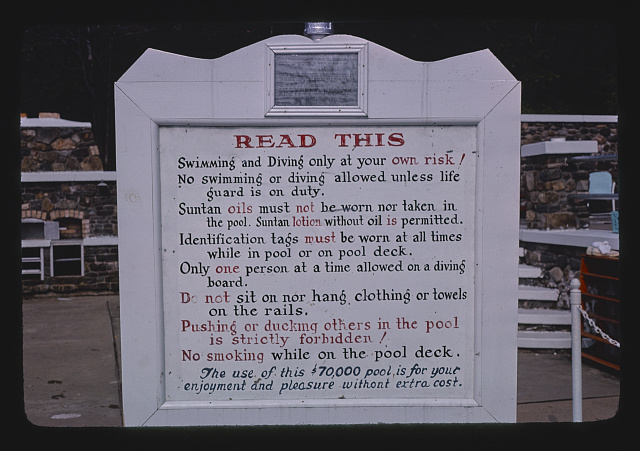 READ THIS
Swimming and Diving only at your own risk!
No swimming or diving allowed unless life
guard is on duty.
Suntan oils must not be worn nor taken in
the pool. Suntan lotion without oil is permitted.
Identification tags must be worn at all times
while in pool or on pool deck.
Only one person at a time allowed on a diving
board.
Do not sit on nor hang clothing or towels
on the rails.
Pushing or ducking others in the pool
is strictly forbidden!
No smoking while on the pool deck.
The use of this $70,000 pool is for your
enjoyment and pleasure without extra cost.